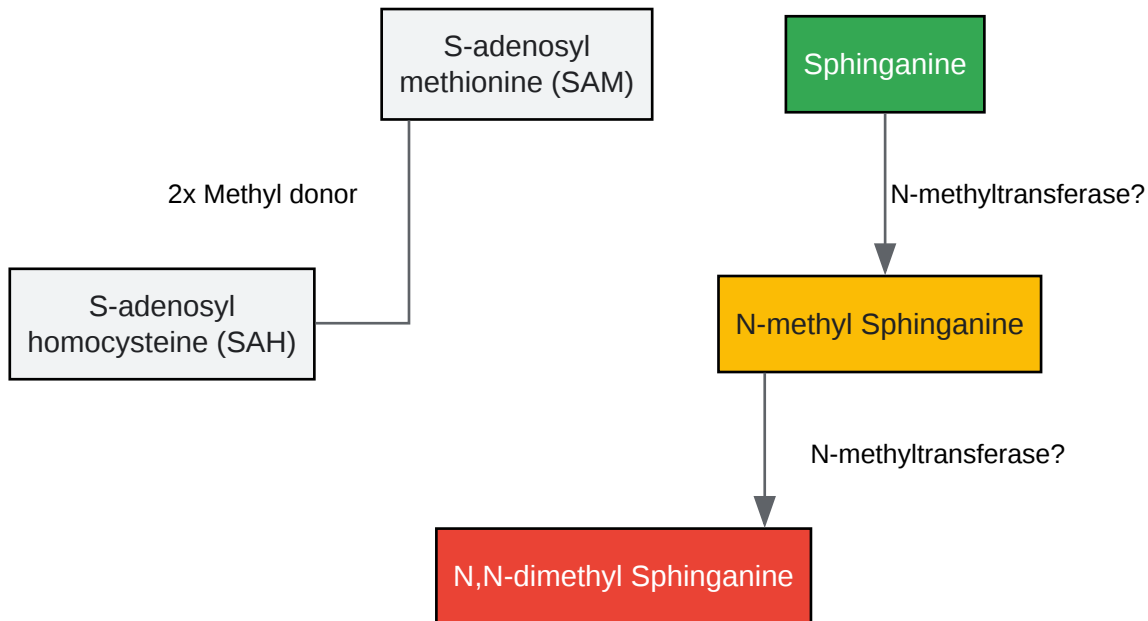 S-adenosyl
methionine (SAM)
Sphinganine
2x Methyl donor
N-methyltransferase?
S-adenosyl
homocysteine (SAH)
N-methyl Sphinganine
N-methyltransferase?
N,N-dimethyl Sphinganine